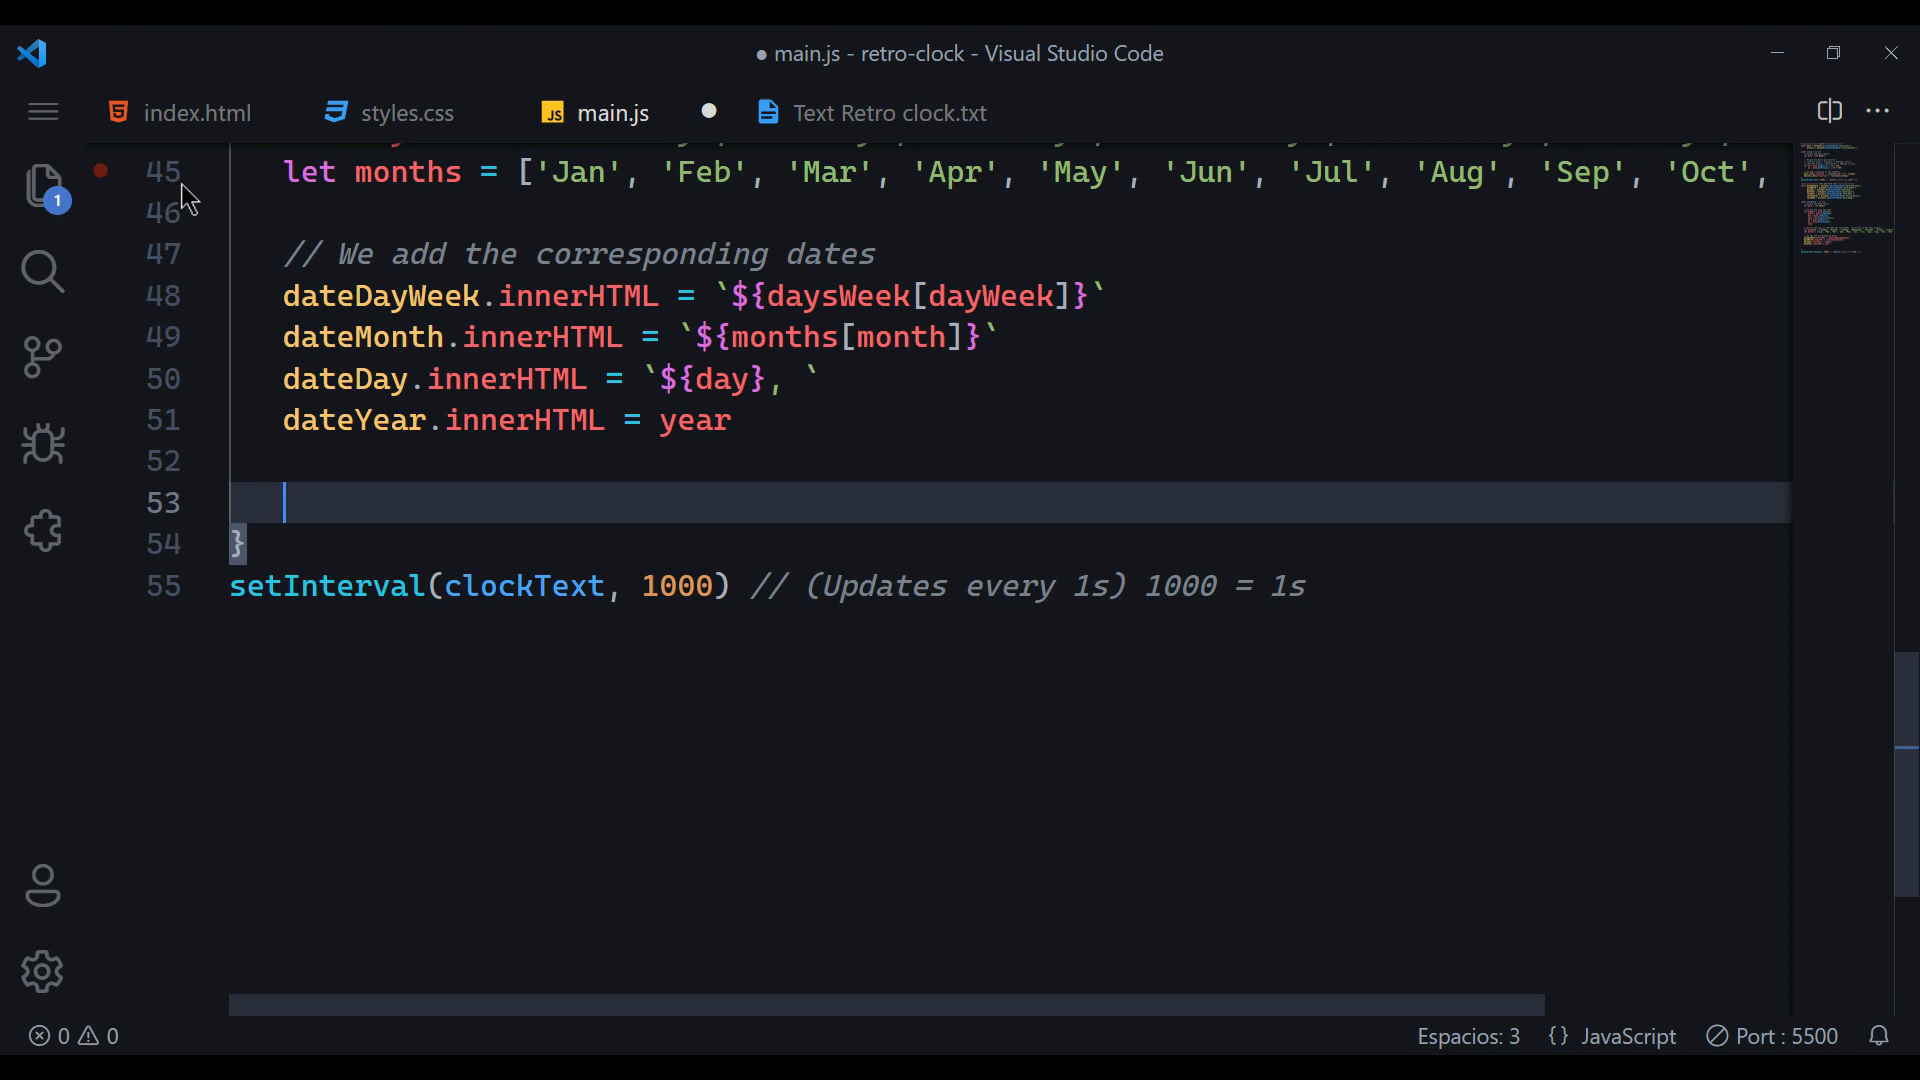 ● main.js - retro-clock - Visual Studio Code
index.html
styles.css
JS main.js
Text Retro clock.txt
45 let months = ['Jan', 'Feb', 'Mar', 'Apr', 'May', 'Jun', 'Jul', 'Aug', 'Sep', 'Oct',
46
47 // We add the corresponding dates
48 dateDayWeek.innerHTML = `${daysWeek[dayWeek]}`
49 dateMonth.innerHTML = `${months[month]}`
50 dateDay.innerHTML = `${day}, `
51 dateYear.innerHTML = year
52
53
54 }
55 setInterval(clockText, 1000) // (Updates every 1s) 1000 = 1s
1
0 0
Espacios: 3 {} JavaScript Port : 5500